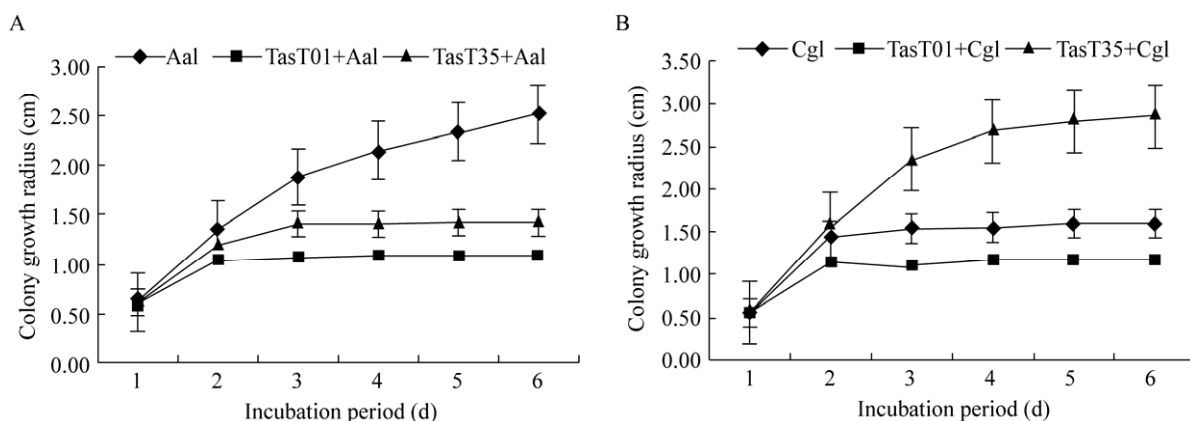 A
Aal TasT01+Aal TasT35+Aal
3.00
2.50
2.00
1.50
1.00
0.50
0.00
Colony growth radius (cm)
1 2 3 4 5 6
Incubation period (d)
B
Cgl TasT01+Cgl TasT35+Cgl
3.50
3.00
2.50
2.00
1.50
1.00
0.50
0.00
Colony growth radius (cm)
1 2 3 4 5 6
Incubation period (d)